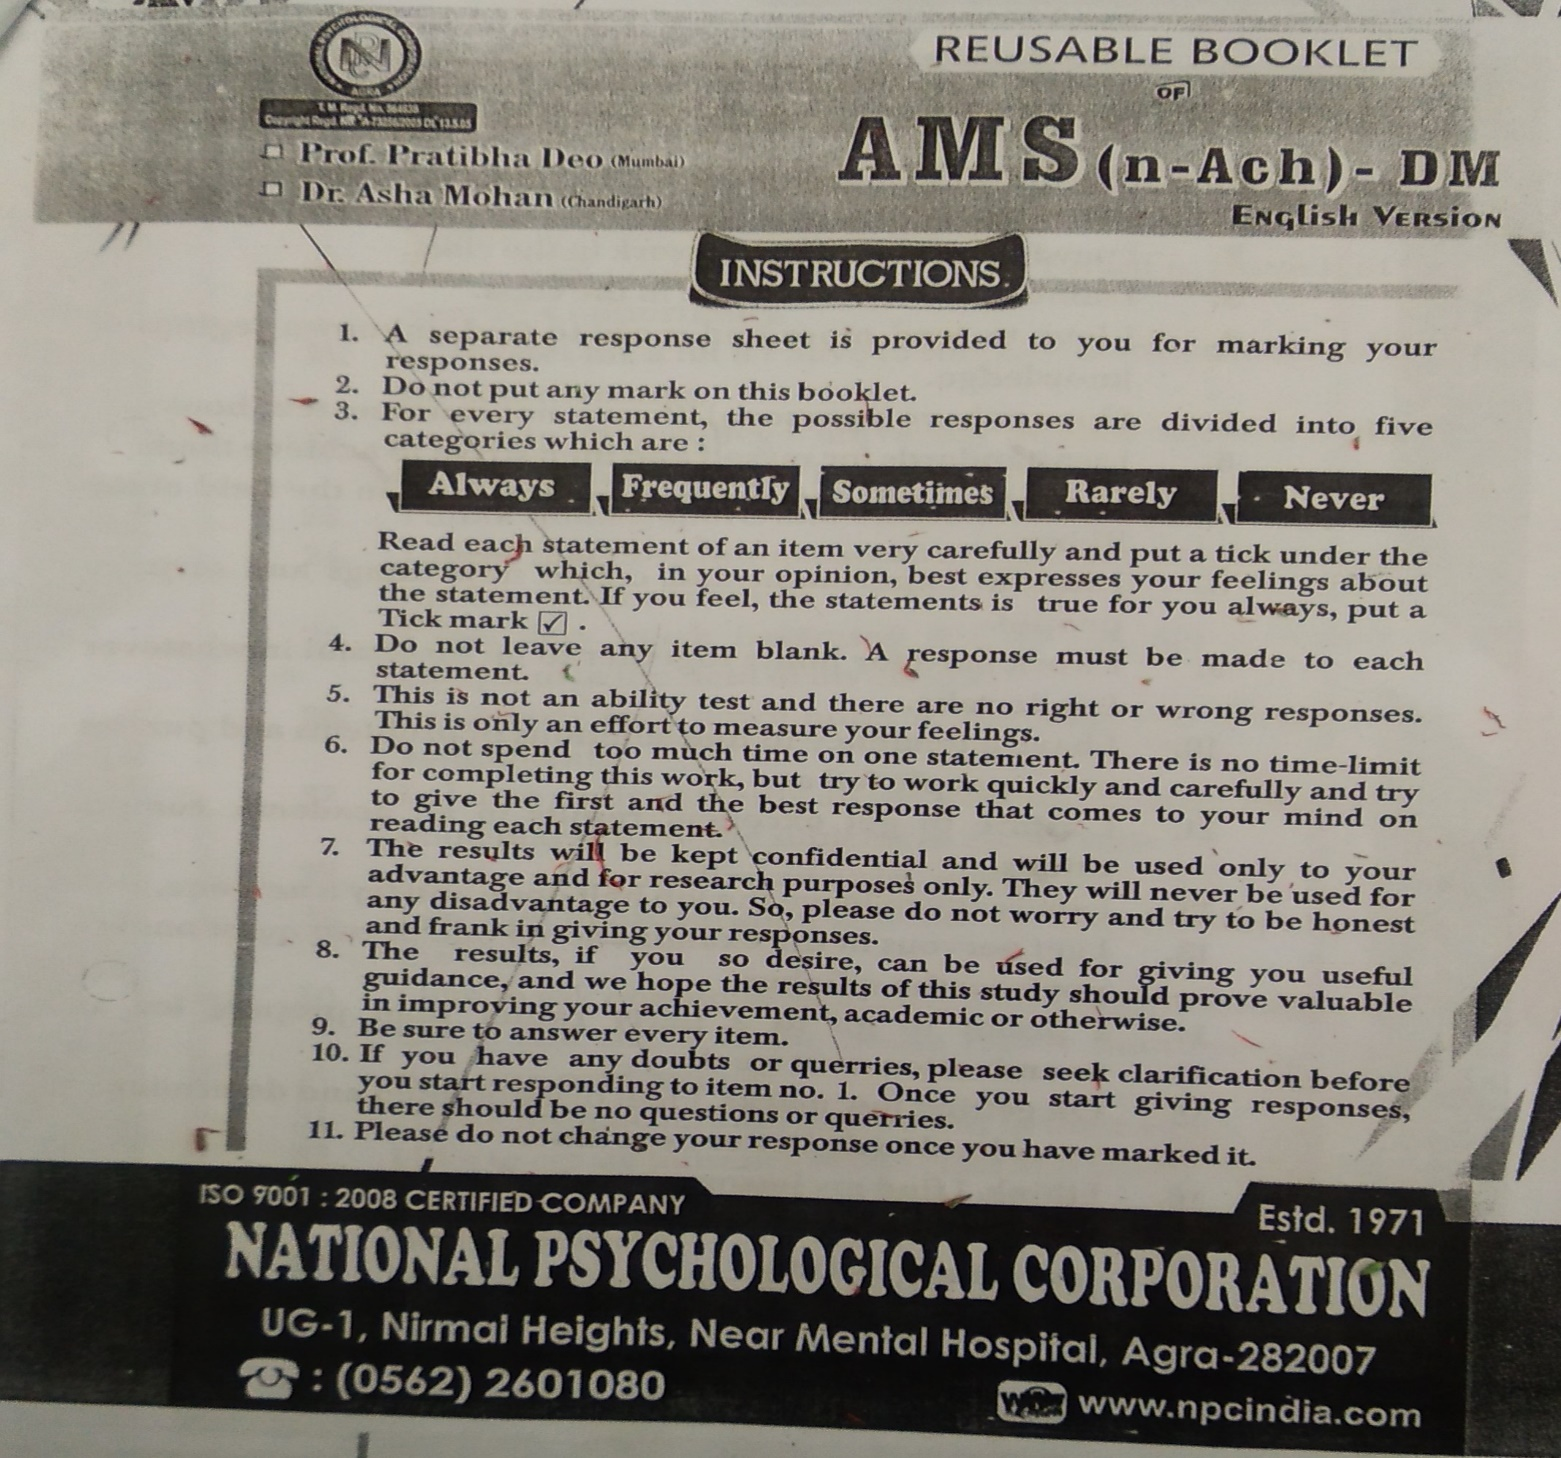 REUSABLE BOOKLET
OF
AMS (n-Ach) - DM
English Version
AGRA
Prof. Pratibha Deo (Mumbai)
Dr. Asha Mohan (Chandigarh)
INSTRUCTIONS
1. A separate response sheet is provided to you for marking your
responses.
2. Do not put any mark on this booklet.
3. For every statement, the possible responses are divided into five
categories which are :
Always Frequently Sometimes Rarely Never
Read each statement of an item very carefully and put a tick under the
category which, in your opinion, best expresses your feelings about
the statement. If you feel, the statements is true for you always, put a
Tick mark ☑ .
4. Do not leave any item blank. A response must be made to each
statement.
5. This is not an ability test and there are no right or wrong responses.
This is only an effort to measure your feelings.
6. Do not spend too much time on one statement. There is no time-limit
for completing this work, but try to work quickly and carefully and try
to give the first and the best response that comes to your mind on
reading each statement.
7. The results will be kept confidential and will be used only to your
advantage and for research purposes only. They will never be used for
any disadvantage to you. So, please do not worry and try to be honest
and frank in giving your responses.
8. The results, if you so desire, can be used for giving you useful
guidance, and we hope the results of this study should prove valuable
in improving your achievement, academic or otherwise.
9. Be sure to answer every item.
10. If you have any doubts or querries, please seek clarification before
you start responding to item no. 1. Once you start giving responses,
there should be no questions or querries.
11. Please do not change your response once you have marked it.
ISO 9001 : 2008 CERTIFIED COMPANY
Estd. 1971
NATIONAL PSYCHOLOGICAL CORPORATION
UG-1, Nirmal Heights, Near Mental Hospital, Agra-282007
: (0562) 2601080
www.npcindia.com